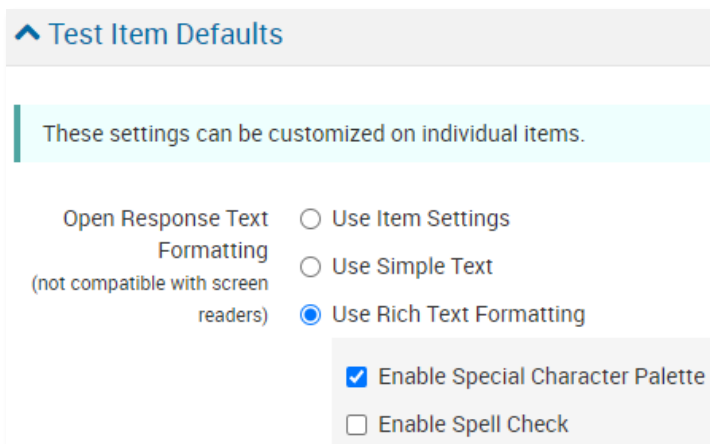 Test Item Defaults
These settings can be customized on individual items.
Open Response Text
Formatting
(not compatible with screen
readers)
Use Item Settings
Use Simple Text
Use Rich Text Formatting
Enable Special Character Palette
Enable Spell Check